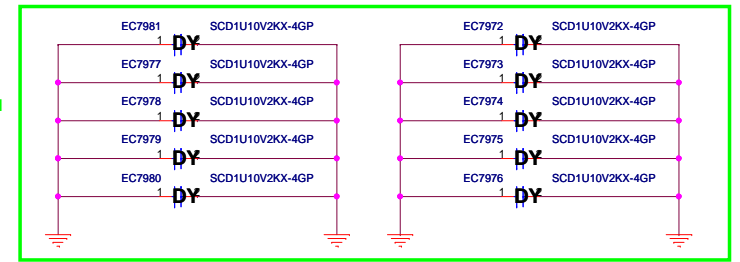 EC7981 SCD1U10V2KX-4GP
1 DY
EC7977 SCD1U10V2KX-4GP
1 DY
EC7978 SCD1U10V2KX-4GP
1 DY
EC7979 SCD1U10V2KX-4GP
1 DY
EC7980 SCD1U10V2KX-4GP
1 DY
EC7972 SCD1U10V2KX-4GP
1 DY
EC7973 SCD1U10V2KX-4GP
1 DY
EC7974 SCD1U10V2KX-4GP
1 DY
EC7975 SCD1U10V2KX-4GP
1 DY
EC7976 SCD1U10V2KX-4GP
1 DY